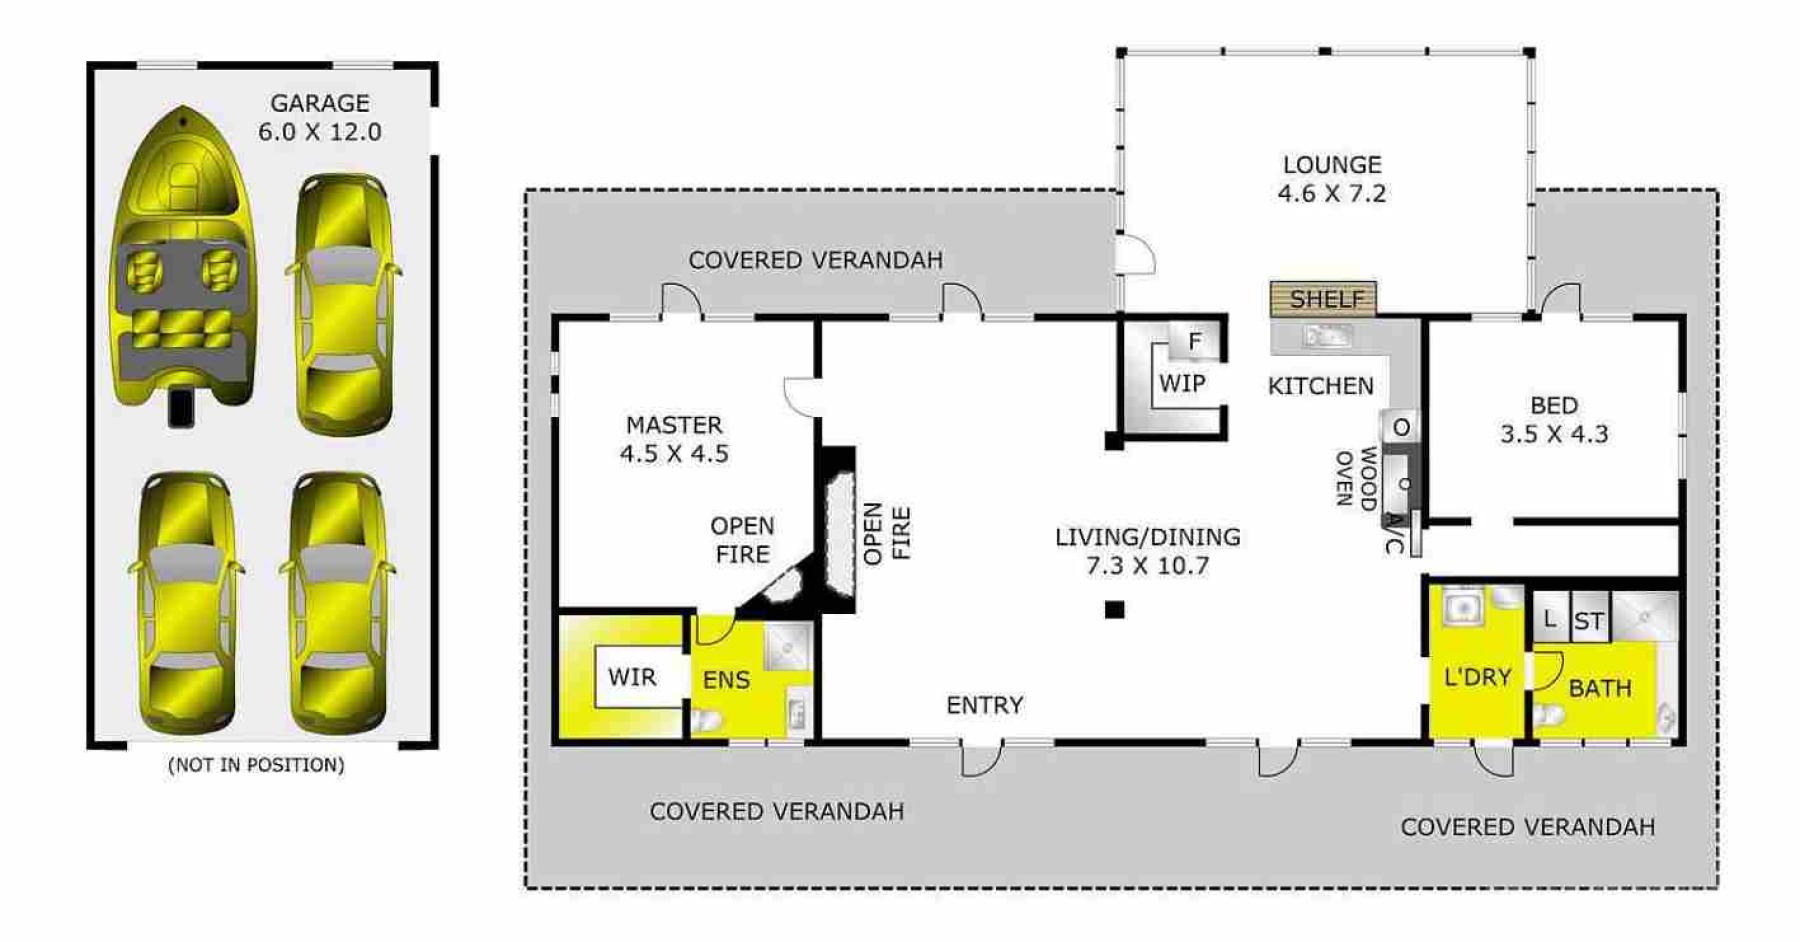 GARAGE
6.0 X 12.0
(NOT IN POSITION)
LOUNGE
4.6 X 7.2
COVERED VERANDAH
SHELF
F
WIP
KITCHEN
MASTER
4.5 X 4.5
BED
3.5 X 4.3
O
WOOD
OVEN
OPEN
FIRE
OPEN
FIRE
A/C
LIVING/DINING
7.3 X 10.7
WIR
ENS
ENTRY
L
ST
L'DRY
BATH
COVERED VERANDAH
COVERED VERANDAH